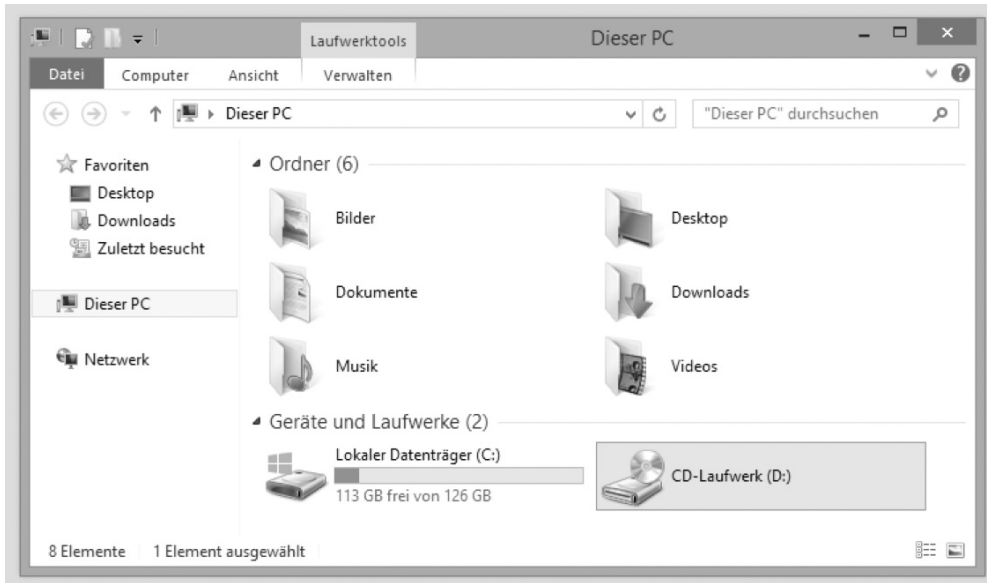 Laufwerktools
Dieser PC
Datei
Computer
Ansicht
Verwalten
Dieser PC
"Dieser PC" durchsuchen
Favoriten
Desktop
Downloads
Zuletzt besucht
Dieser PC
Netzwerk
Ordner (6)
Bilder
Desktop
Dokumente
Downloads
Musik
Videos
Geräte und Laufwerke (2)
Lokaler Datenträger (C:)
113 GB frei von 126 GB
CD-Laufwerk (D:)
8 Elemente
1 Element ausgewählt